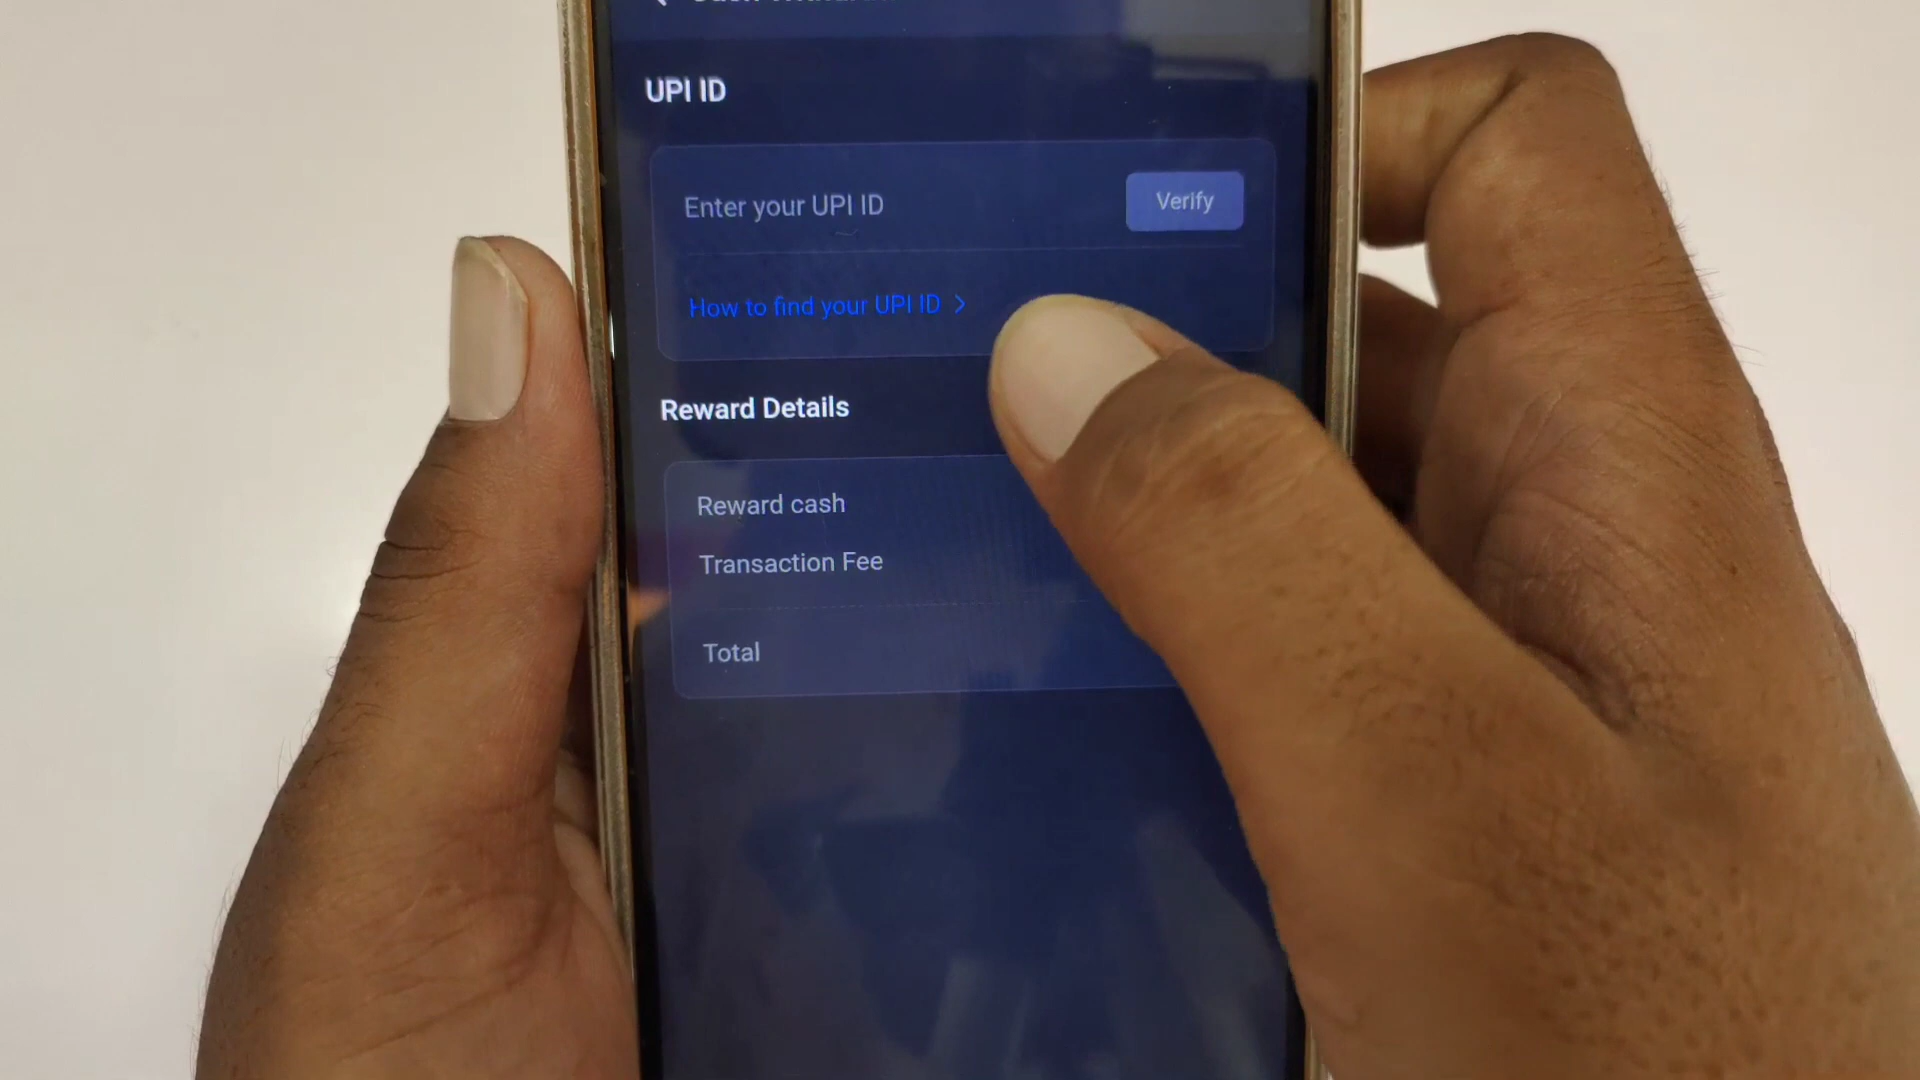 UPI ID
Enter your UPI ID
Verify
How to find your UPI ID >
Reward Details
Reward cash
Transaction Fee
Total